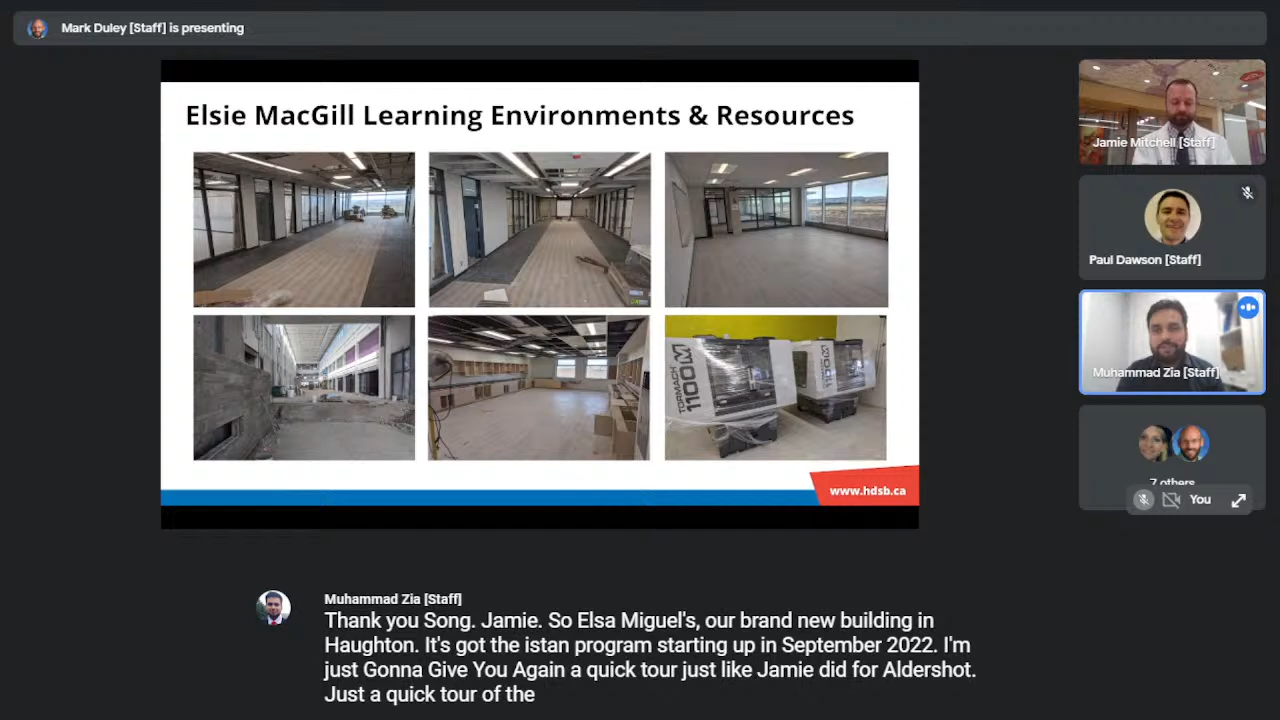 Mark Duley [Staff] is presenting
Elsie MacGill Learning Environments & Resources
TORMACH
1100M
www.hdsb.ca
Jamie Mitchell [Staff]
Paul Dawson [Staff]
Muhammad Zia [Staff]
7 others
You
Muhammad Zia [Staff]
Thank you Song. Jamie. So Elsa Miguel's, our brand new building in
Haughton. It's got the istan program starting up in September 2022. I'm
just Gonna Give You Again a quick tour just like Jamie did for Aldershot.
Just a quick tour of the